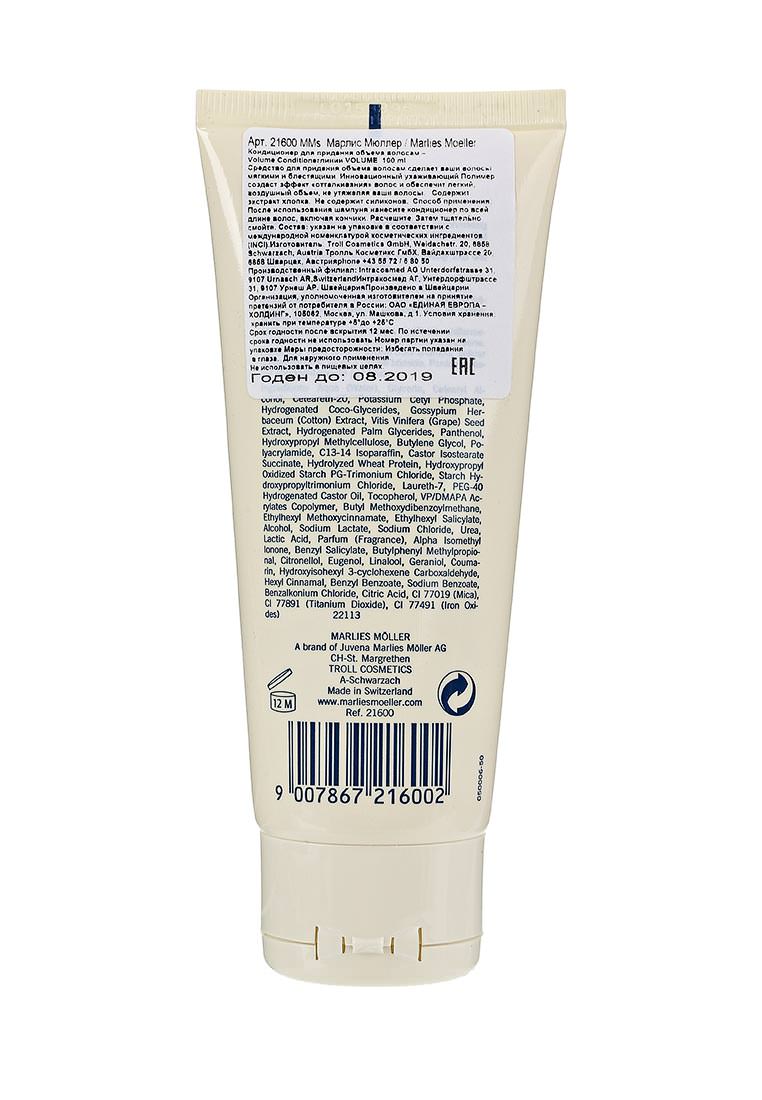 Арт. 21600 MMs Марлис Мюллер / Marlies Moeller
Кондиционер для придания объема волосам –
Volume Conditionerлинии VOLUME 100 ml
Средство для придания объема волосам сделает ваши волосы
мягкими и блестящими. Инновационный ухаживающий Полимер
создаст эффект «отталкивания» волос и обеспечит легкий,
воздушный объем, не утяжеляя ваши волосы. Содержит
экстракт хлопка. Не содержит силиконов. Способ применения:
После использования шампуня нанесите кондиционер по всей
длине волос, включая кончики. Расчешите. Затем тщательно
смойте. Состав: указан на упаковке в соответствии с
международной номенклатурой косметических ингредиентов
(INCI).Изготовитель: Troll Cosmetics GmbH, Weidachstr. 20, 6858
Schwarzach, Austria Тролль Косметик ГмбХ, Вайдахштрассе 20,
6858 Шварцах, Австрияphone +43 55 72 / 58 80 50
Производственный филиал: Intracosmed AG Unterdorfstrasse 31,
9107 Urnasch AR,SwitzerlandИнтракосмед АГ, Унтердорфштрассе
31, 9107 Урнеш АР, ШвейцарияПроизведено в Швейцарии
Организация, уполномоченная изготовителем на принятие
претензий от потребителя в России: ОАО «ЕДИНАЯ ЕВРОПА –
ХОЛДИНГ», 105062, Москва, ул. Машкова, д.1. Условия хранения:
хранить при температуре +5°до +25°С
Срок годности после вскрытия 12 мес. По истечении
срока годности не использовать Номер партии указан на
упаковке Меры предосторожности: Избегать попадания
в глаза. Для наружного применения
Не использовать в пищевых целях
Годен до: 08.2019
EAC
cohol, Ceteareth-20, Potassium Cetyl Phosphate,
Hydrogenated Coco-Glycerides, Gossypium Her-
baceum (Cotton) Extract, Vitis Vinifera (Grape) Seed
Extract, Hydrogenated Palm Glycerides, Panthenol,
Hydroxypropyl Methylcellulose, Butylene Glycol, Po-
lyacrylamide, C13-14 Isoparaffin, Castor Isostearate
Succinate, Hydrolyzed Wheat Protein, Hydroxypropyl
Oxidized Starch PG-Trimonium Chloride, Starch Hy-
droxypropyltrimonium Chloride, Laureth-7, PEG-40
Hydrogenated Castor Oil, Tocopherol, VP/DMAPA Ac-
rylates Copolymer, Butyl Methoxydibenzoylmethane,
Ethylhexyl Methoxycinnamate, Ethylhexyl Salicylate,
Alcohol, Sodium Lactate, Sodium Chloride, Urea,
Lactic Acid, Parfum (Fragrance), Alpha Isomethyl
Ionone, Benzyl Salicylate, Butylphenyl Methylpropio-
nal, Citronellol, Eugenol, Linalool, Geraniol, Couma-
rin, Hydroxyisohexyl 3-cyclohexene Carboxaldehyde,
Hexyl Cinnamal, Benzyl Benzoate, Sodium Benzoate,
Benzalkonium Chloride, Citric Acid, CI 77019 (Mica),
CI 77891 (Titanium Dioxide), CI 77491 (Iron Oxi-
des) 22113
MARLIES MÖLLER
A brand of Juvena Marlies Möller AG
CH-St. Margrethen
TROLL COSMETICS
A-Schwarzach
Made in Switzerland
www.marliesmoeller.com
Ref. 21600
12 M
9 007867 216002
050006-50